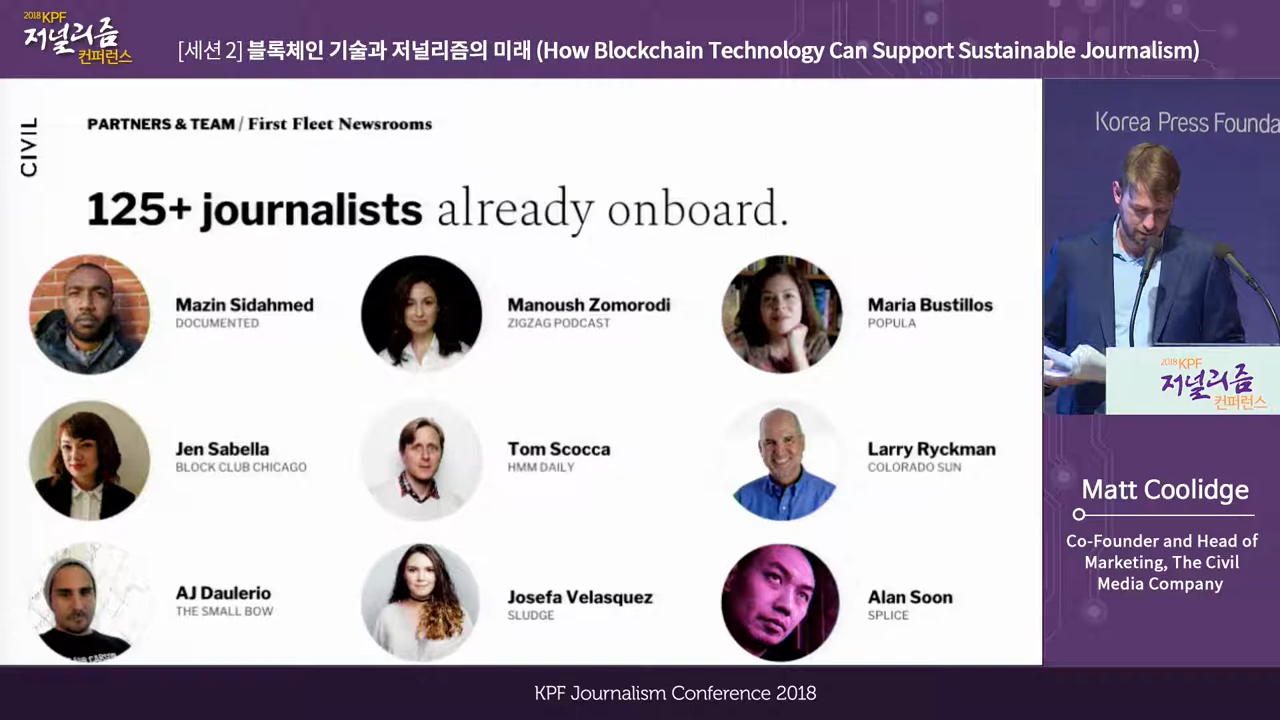 2018 KPF
저널리즘
컨퍼런스
[세션 2] 블록체인 기술과 저널리즘의 미래 (How Blockchain Technology Can Support Sustainable Journalism)
CIVIL
PARTNERS & TEAM / First Fleet Newsrooms
125+ journalists already onboard.
Mazin Sidahmed
DOCUMENTED
Manoush Zomorodi
ZIGZAG PODCAST
Maria Bustillos
POPULA
Jen Sabella
BLOCK CLUB CHICAGO
Tom Scocca
HMM DAILY
Larry Ryckman
COLORADO SUN
AJ Daulerio
THE SMALL BOW
Josefa Velasquez
SLUDGE
Alan Soon
SPLICE
Korea Press Founda
2018 KPF
저널리즘
컨퍼런스
Matt Coolidge
Co-Founder and Head of
Marketing, The Civil
Media Company
KPF Journalism Conference 2018